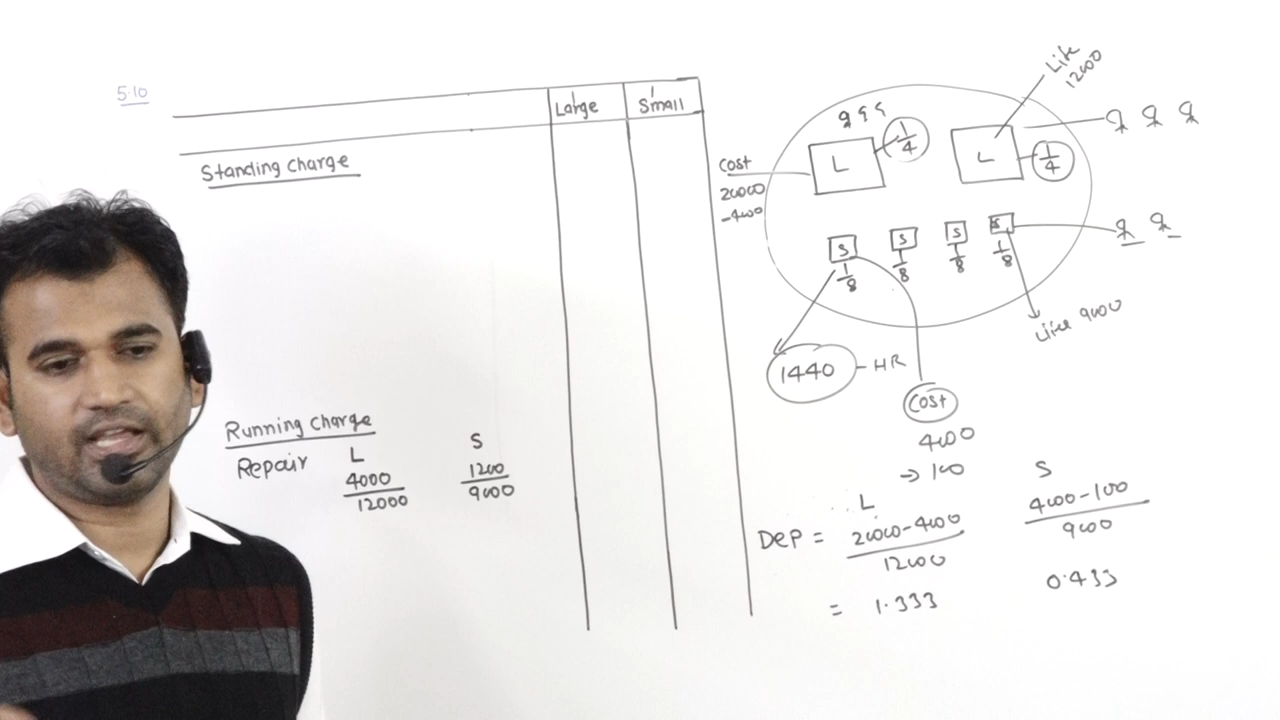 5.10
Large Small
Standing charge
Running charge
Repair L S
4000 1200
12000 9000
Life
12000
L 1/4
L 1/4
Cost
20000
-4000
S S S S
1/8 1/8 1/8 1/8
Life 9000
1440 - HR
Cost
4000
→ 100
L S
Dep = 20000-4000 4000-100
12000 9000
= 1.333 0.433